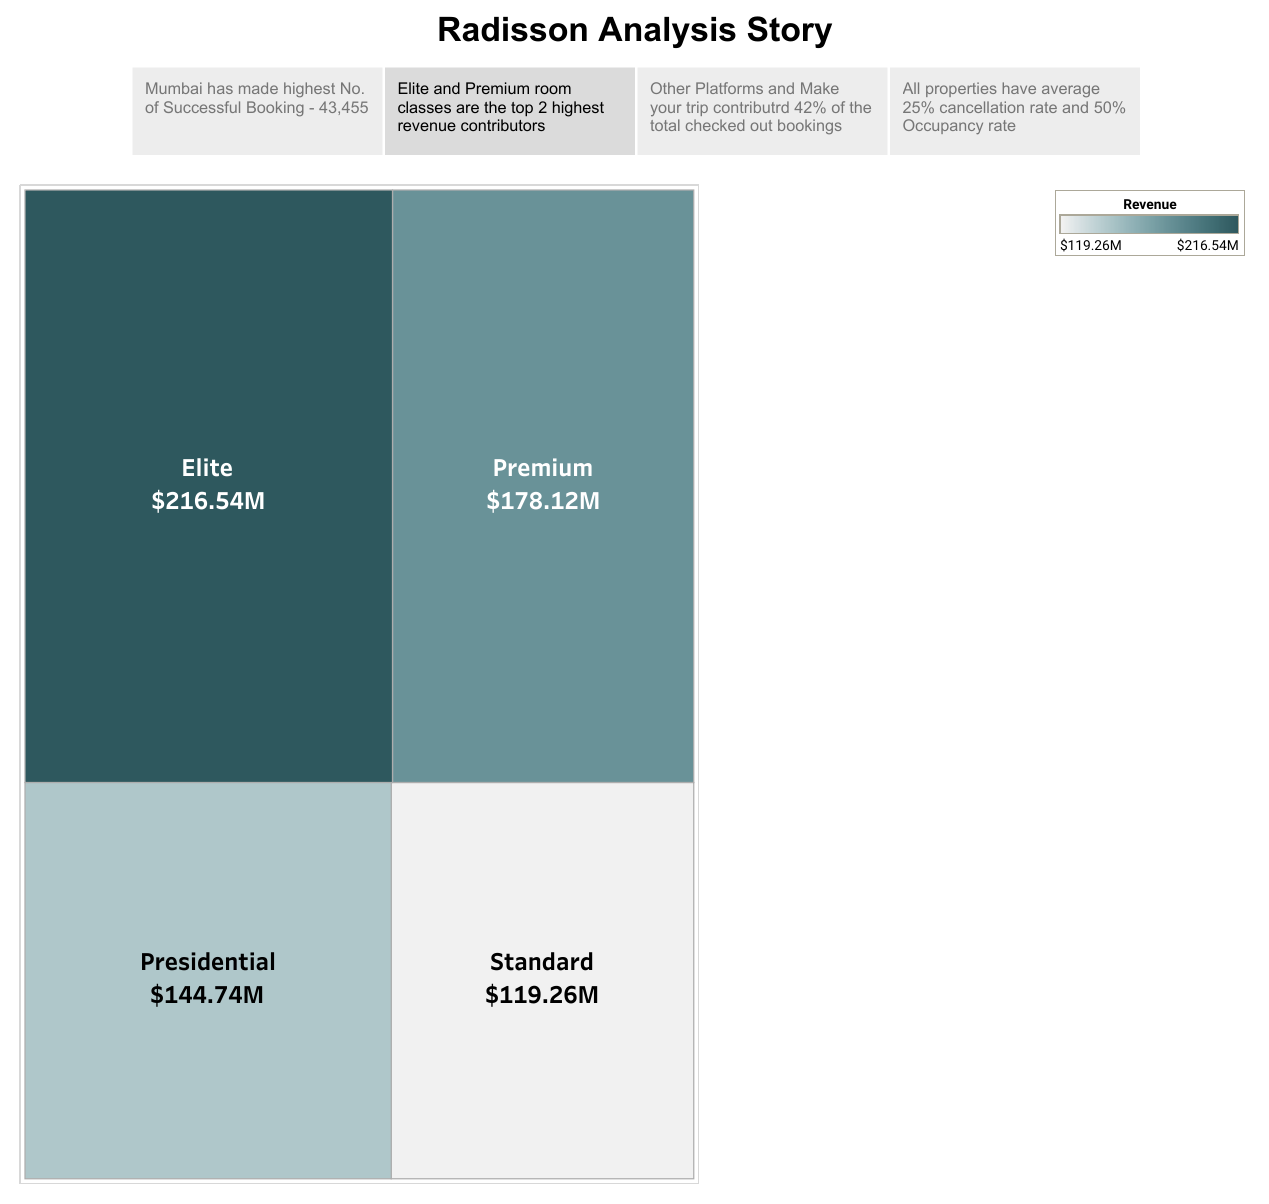 Radisson Analysis Story
Mumbai has made highest No.
of Successful Booking - 43,455
Elite and Premium room
classes are the top 2 highest
revenue contributors
Other Platforms and Make
your trip contributrd 42% of the
total checked out bookings
All properties have average
25% cancellation rate and 50%
Occupancy rate
Revenue
$119.26M $216.54M
Elite
$216.54M
Premium
$178.12M
Presidential
$144.74M
Standard
$119.26M